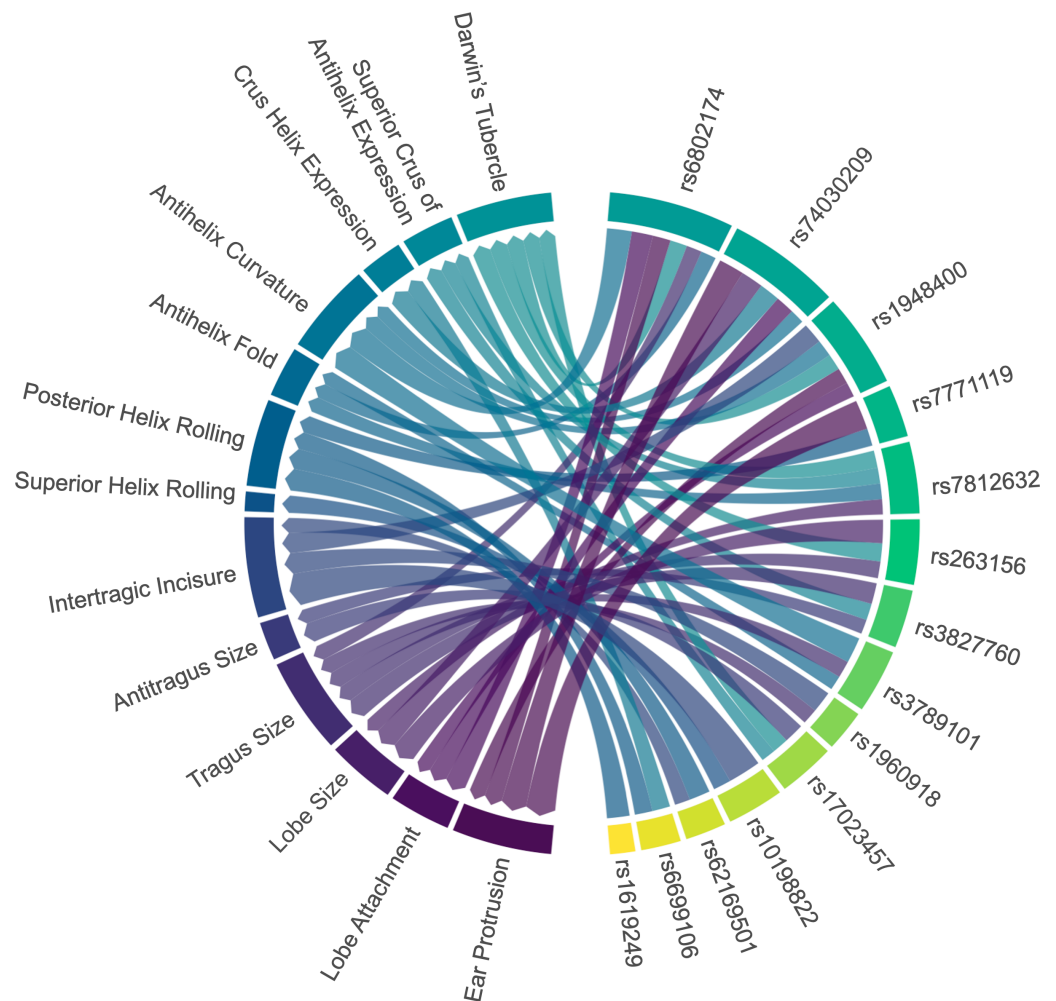 Darwin's Tubercle
Superior Crus of
Antihelix Expression
Crus Helix Expression
Antihelix Curvature
Antihelix Fold
Posterior Helix Rolling
Superior Helix Rolling
Intertragic Incisure
Antitragus Size
Tragus Size
Lobe Size
Lobe Attachment
Ear Protrusion
rs6802174
rs74030209
rs1948400
rs7771119
rs7812632
rs263156
rs3827760
rs3789101
rs1960918
rs17023457
rs10198822
rs62169501
rs6699106
rs1619249